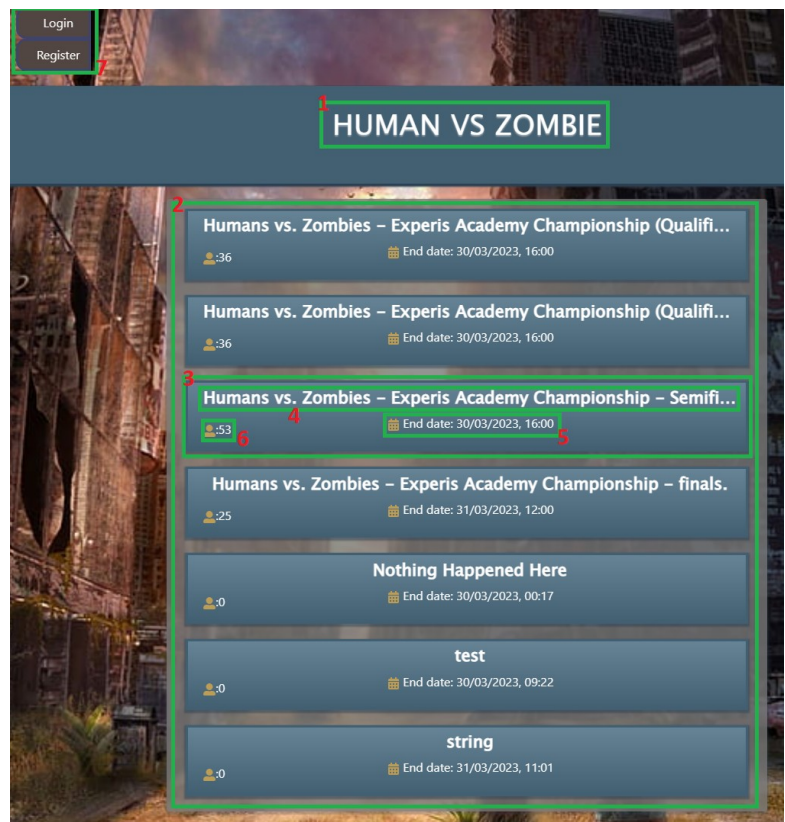 Login
Register
7
1
HUMAN VS ZOMBIE
2
Humans vs. Zombies – Experis Academy Championship (Qualifi...
:36 End date: 30/03/2023, 16:00
Humans vs. Zombies – Experis Academy Championship (Qualifi...
:36 End date: 30/03/2023, 16:00
3
Humans vs. Zombies – Experis Academy Championship – Semifi...
4
:53 6 End date: 30/03/2023, 16:00 5
Humans vs. Zombies – Experis Academy Championship – finals.
:25 End date: 31/03/2023, 12:00
Nothing Happened Here
:0 End date: 30/03/2023, 00:17
test
:0 End date: 30/03/2023, 09:22
string
:0 End date: 31/03/2023, 11:01